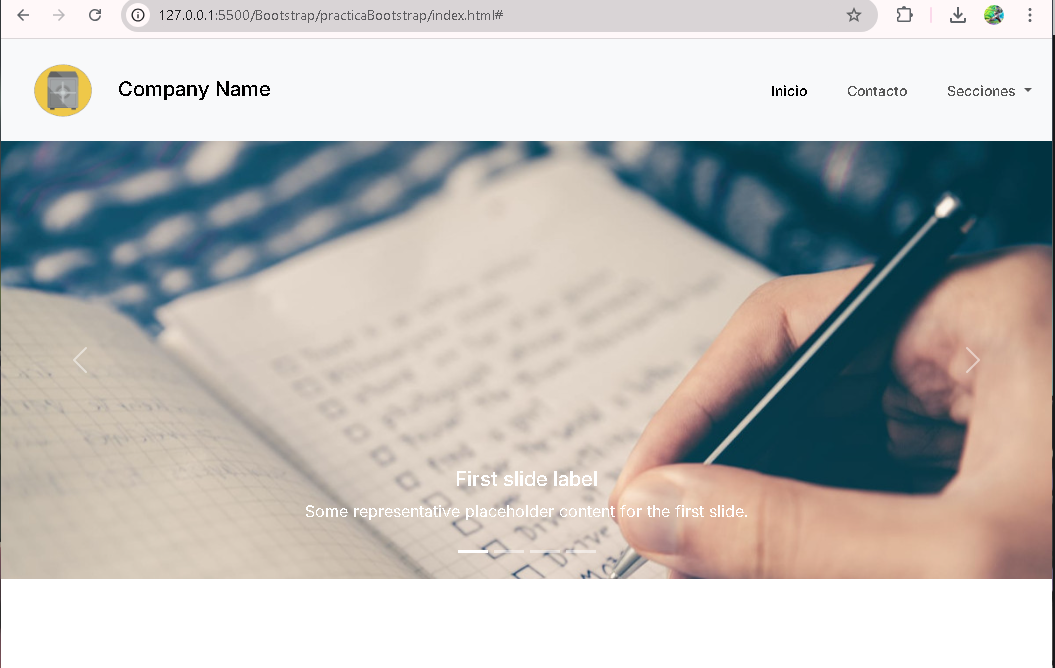 127.0.0.1:5500/Bootstrap/practicaBootstrap/index.html#
Company Name
Inicio
Contacto
Secciones
First slide label
Some representative placeholder content for the first slide.